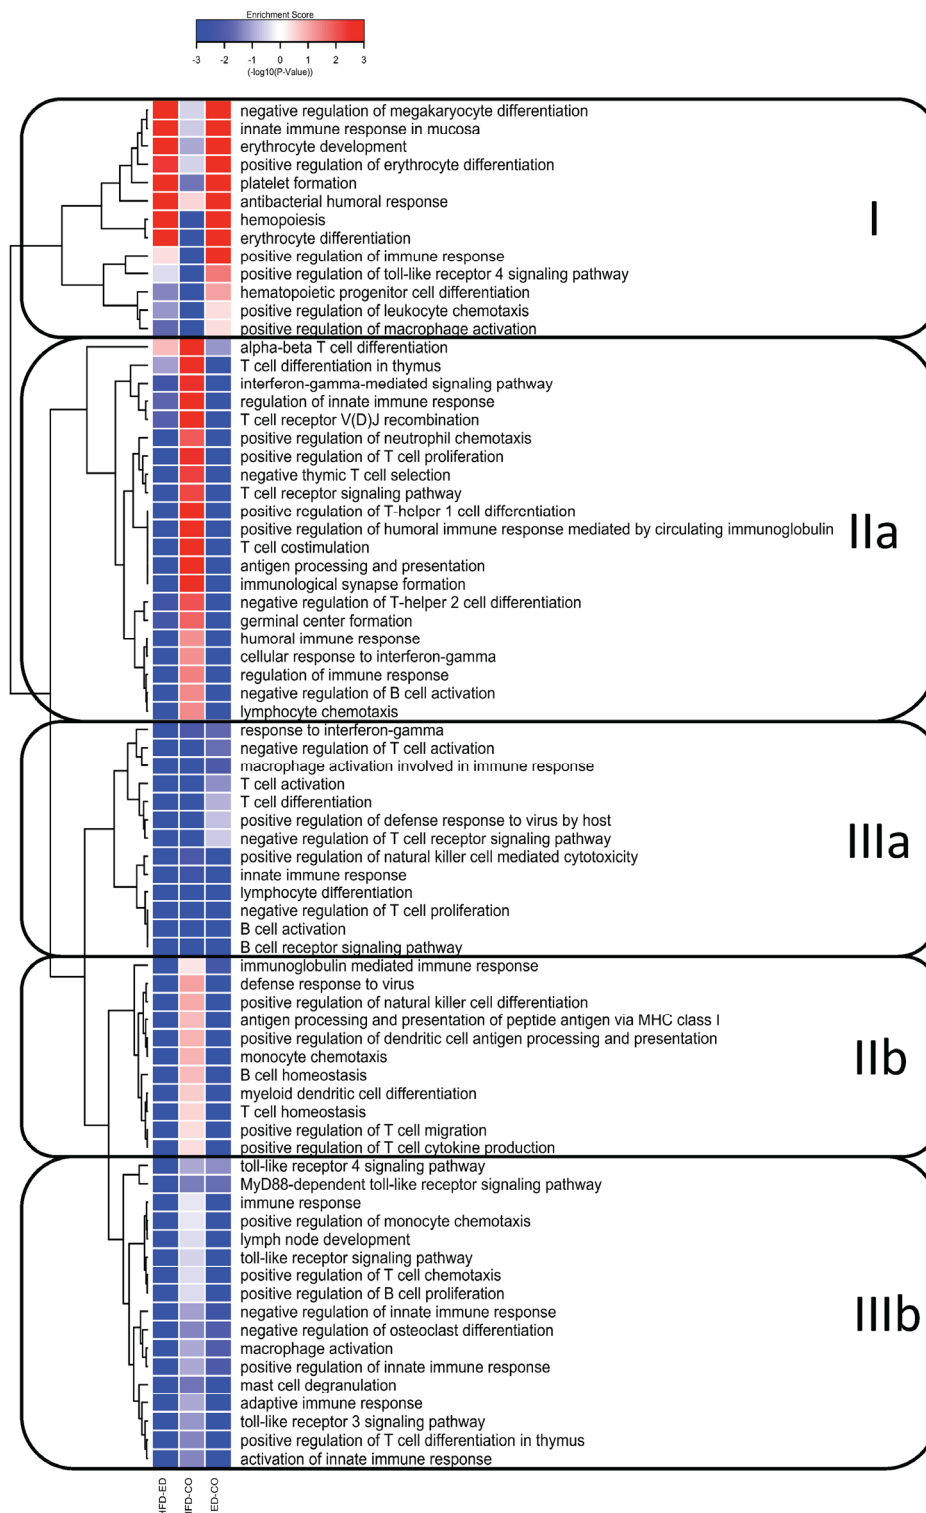 Enrichment Score
-3 -2 -1 0 1 2 3
(-log10(P-Value))
negative regulation of megakaryocyte differentiation
innate immune response in mucosa
erythrocyte development
positive regulation of erythrocyte differentiation
platelet formation
antibacterial humoral response
hemopoiesis
erythrocyte differentiation
positive regulation of immune response
positive regulation of toll-like receptor 4 signaling pathway
hematopoietic progenitor cell differentiation
positive regulation of leukocyte chemotaxis
positive regulation of macrophage activation
I
alpha-beta T cell differentiation
T cell differentiation in thymus
interferon-gamma-mediated signaling pathway
regulation of innate immune response
T cell receptor V(D)J recombination
positive regulation of neutrophil chemotaxis
positive regulation of T cell proliferation
negative thymic T cell selection
T cell receptor signaling pathway
positive regulation of T-helper 1 cell differentiation
positive regulation of humoral immune response mediated by circulating immunoglobulin
T cell costimulation
antigen processing and presentation
immunological synapse formation
negative regulation of T-helper 2 cell differentiation
germinal center formation
humoral immune response
cellular response to interferon-gamma
regulation of immune response
negative regulation of B cell activation
lymphocyte chemotaxis
IIa
response to interferon-gamma
negative regulation of T cell activation
macrophage activation involved in immune response
T cell activation
T cell differentiation
positive regulation of defense response to virus by host
negative regulation of T cell receptor signaling pathway
positive regulation of natural killer cell mediated cytotoxicity
innate immune response
lymphocyte differentiation
negative regulation of T cell proliferation
B cell activation
B cell receptor signaling pathway
IIIa
immunoglobulin mediated immune response
defense response to virus
positive regulation of natural killer cell differentiation
antigen processing and presentation of peptide antigen via MHC class I
positive regulation of dendritic cell antigen processing and presentation
monocyte chemotaxis
B cell homeostasis
myeloid dendritic cell differentiation
T cell homeostasis
positive regulation of T cell migration
positive regulation of T cell cytokine production
IIb
toll-like receptor 4 signaling pathway
MyD88-dependent toll-like receptor signaling pathway
immune response
positive regulation of monocyte chemotaxis
lymph node development
toll-like receptor signaling pathway
positive regulation of T cell chemotaxis
positive regulation of B cell proliferation
negative regulation of innate immune response
negative regulation of osteoclast differentiation
macrophage activation
positive regulation of innate immune response
mast cell degranulation
adaptive immune response
toll-like receptor 3 signaling pathway
positive regulation of T cell differentiation in thymus
activation of innate immune response
IIIb
HFD-ED
HFD-CO
ED-CO